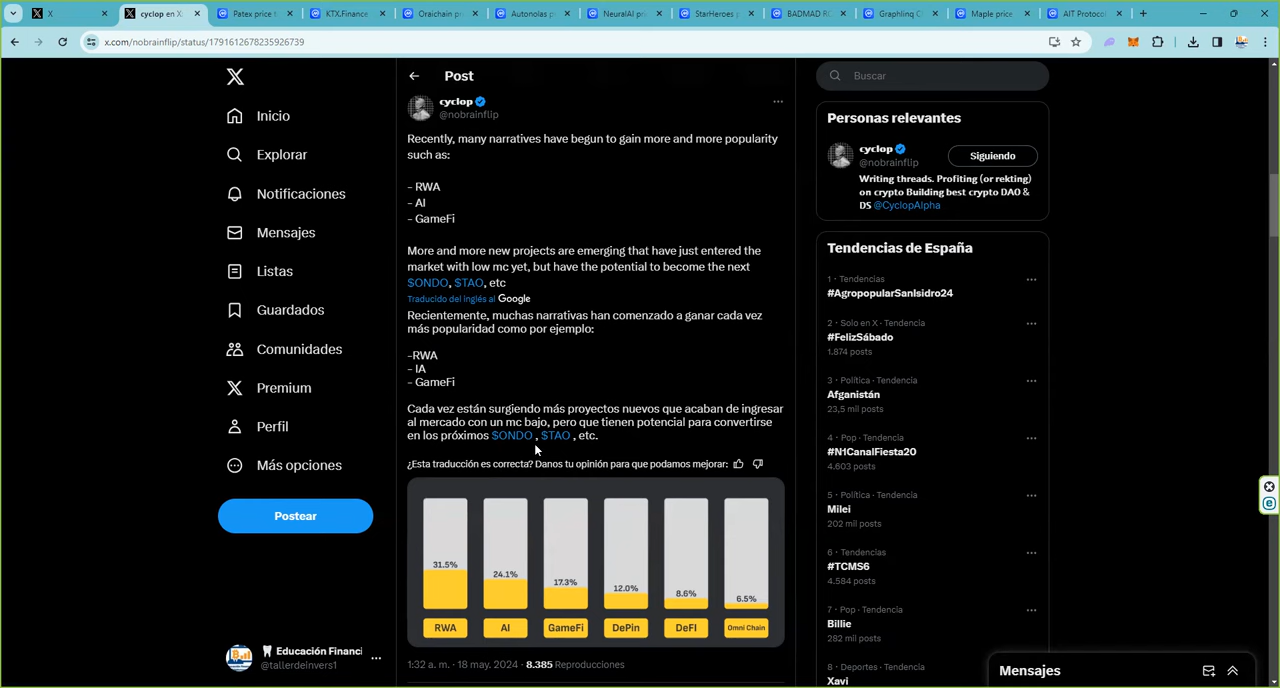 X
cyclop en X
Patex price t
KTX.Finance
Oraichain pr
Autonolas p
NeuralAI pri
StarHeroes p
BADMAD RO
Graphlinq C
Maple price
AIT Protocol
x.com/nobrainflip/status/1791612678235926739
Inicio
Explorar
Notificaciones
Mensajes
Listas
Guardados
Comunidades
Premium
Perfil
Más opciones
Postear
Educación Financi
@tallerdeinvers1
Post
cyclop
@nobrainflip
Recently, many narratives have begun to gain more and more popularity
such as:
- RWA
- AI
- GameFi
More and more new projects are emerging that have just entered the
market with low mc yet, but have the potential to become the next
$ONDO, $TAO, etc
Traducido del inglés al Google
Recientemente, muchas narrativas han comenzado a ganar cada vez
más popularidad como por ejemplo:
-RWA
- IA
- GameFi
Cada vez están surgiendo más proyectos nuevos que acaban de ingresar
al mercado con un mc bajo, pero que tienen potencial para convertirse
en los próximos $ONDO , $TAO , etc.
¿Esta traducción es correcta? Danos tu opinión para que podamos mejorar:
31.5% 24.1% 17.3% 12.0% 8.6% 6.5%
RWA AI GameFi DePin DeFI Omni Chain
1:32 a. m. · 18 may. 2024 · 8.385 Reproducciones
Buscar
Personas relevantes
cyclop
@nobrainflip
Siguiendo
Writing threads. Profiting (or rekting)
on crypto Building best crypto DAO &
DS @CyclopAlpha
Tendencias de España
1 · Tendencias
#AgropopularSanIsidro24
2 · Solo en X · Tendencia
#FelizSábado
1.874 posts
3 · Política · Tendencia
Afganistán
23,5 mil posts
4 · Pop · Tendencia
#N1CanalFiesta20
4.603 posts
5 · Política · Tendencia
Milei
202 mil posts
6 · Tendencias
#TCMS6
4.584 posts
7 · Pop · Tendencia
Billie
282 mil posts
8 · Deportes · Tendencia
Xavi
Mensajes